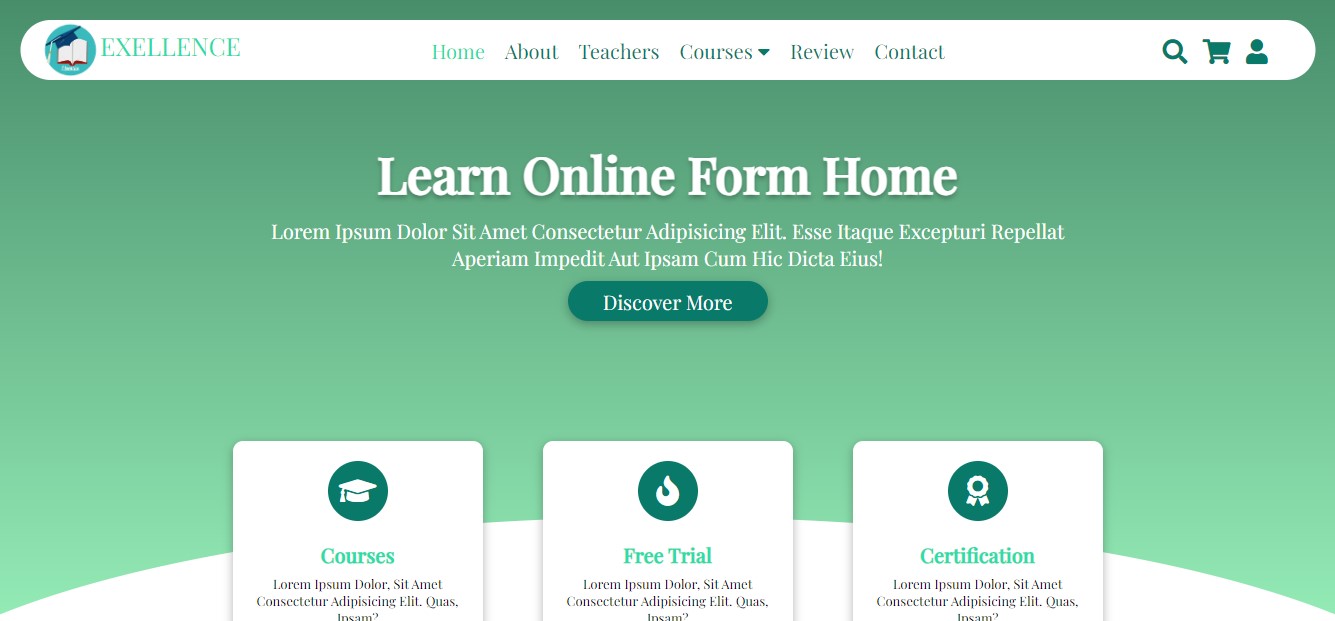 EXELLENCE
Home About Teachers Courses Review Contact
Learn Online Form Home
Lorem Ipsum Dolor Sit Amet Consectetur Adipisicing Elit. Esse Itaque Excepturi Repellat
Aperiam Impedit Aut Ipsam Cum Hic Dicta Eius!
Discover More
Courses
Lorem Ipsum Dolor, Sit Amet
Consectetur Adipisicing Elit. Quas,
Ipsam?
Free Trial
Lorem Ipsum Dolor, Sit Amet
Consectetur Adipisicing Elit. Quas,
Ipsam?
Certification
Lorem Ipsum Dolor, Sit Amet
Consectetur Adipisicing Elit. Quas,
Ipsam?